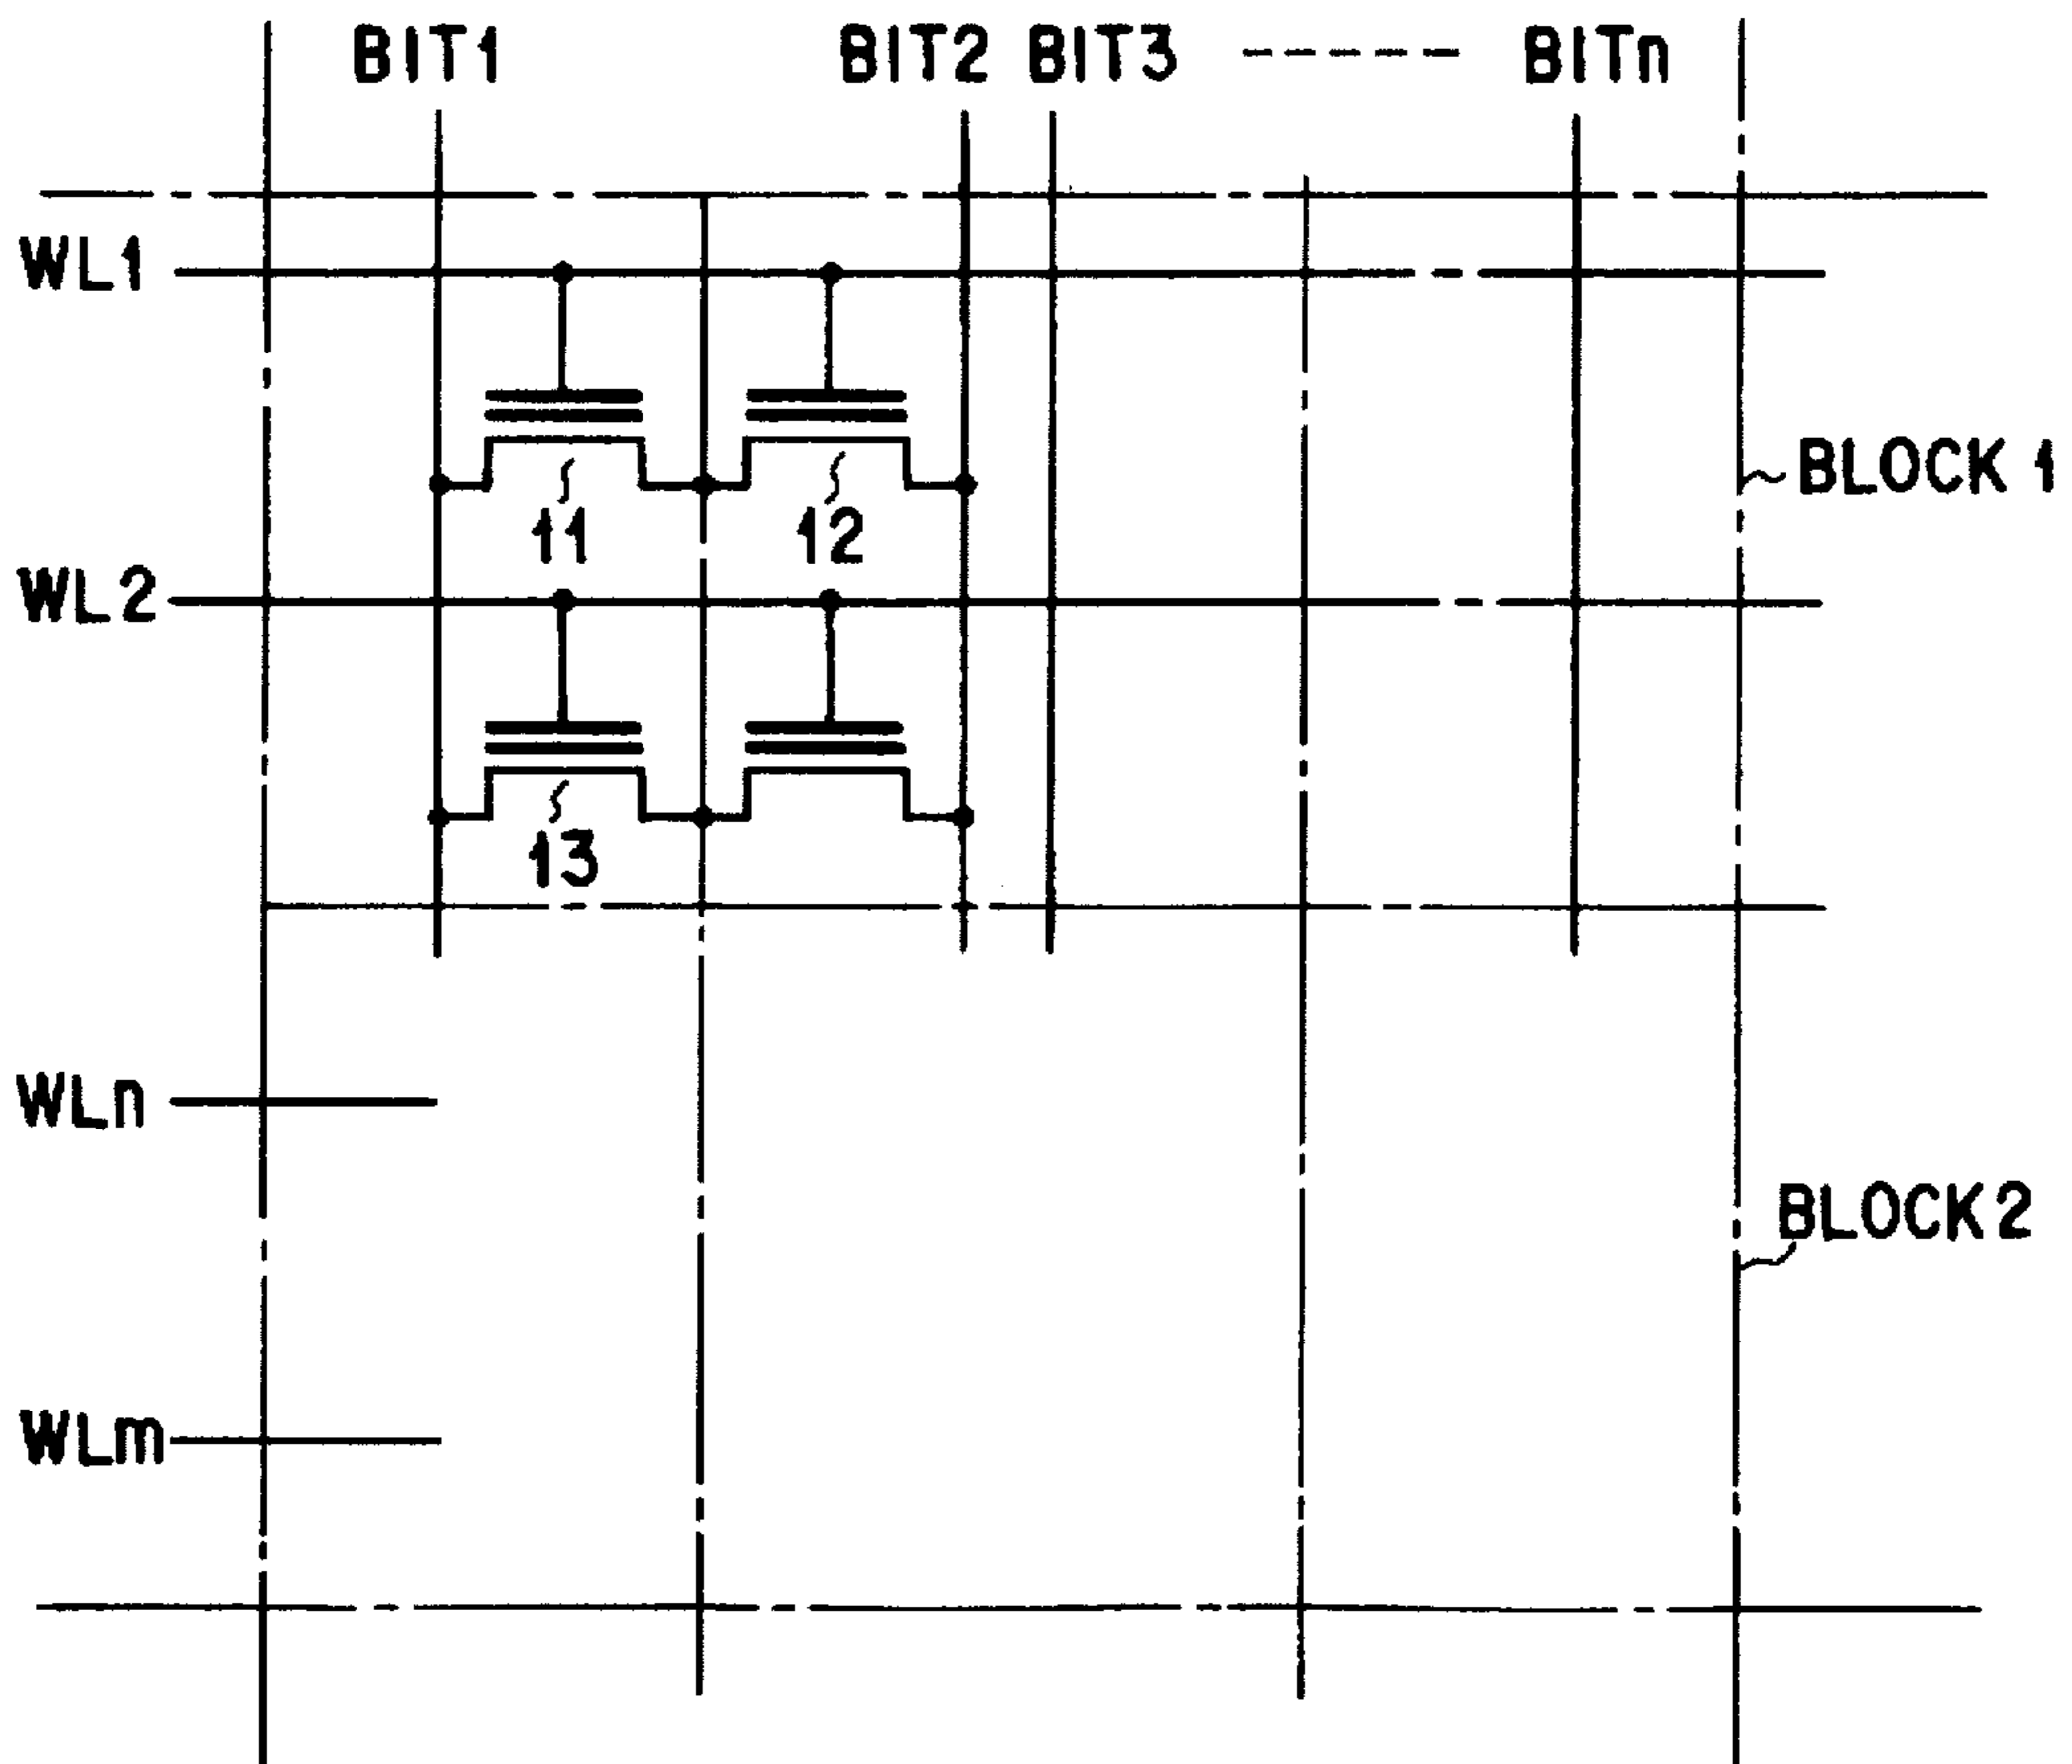 BIT1 BIT2 BIT3 ----- BITn
WL1
BLOCK 1
11 12
WL2
13
WLn
BLOCK2
WLm